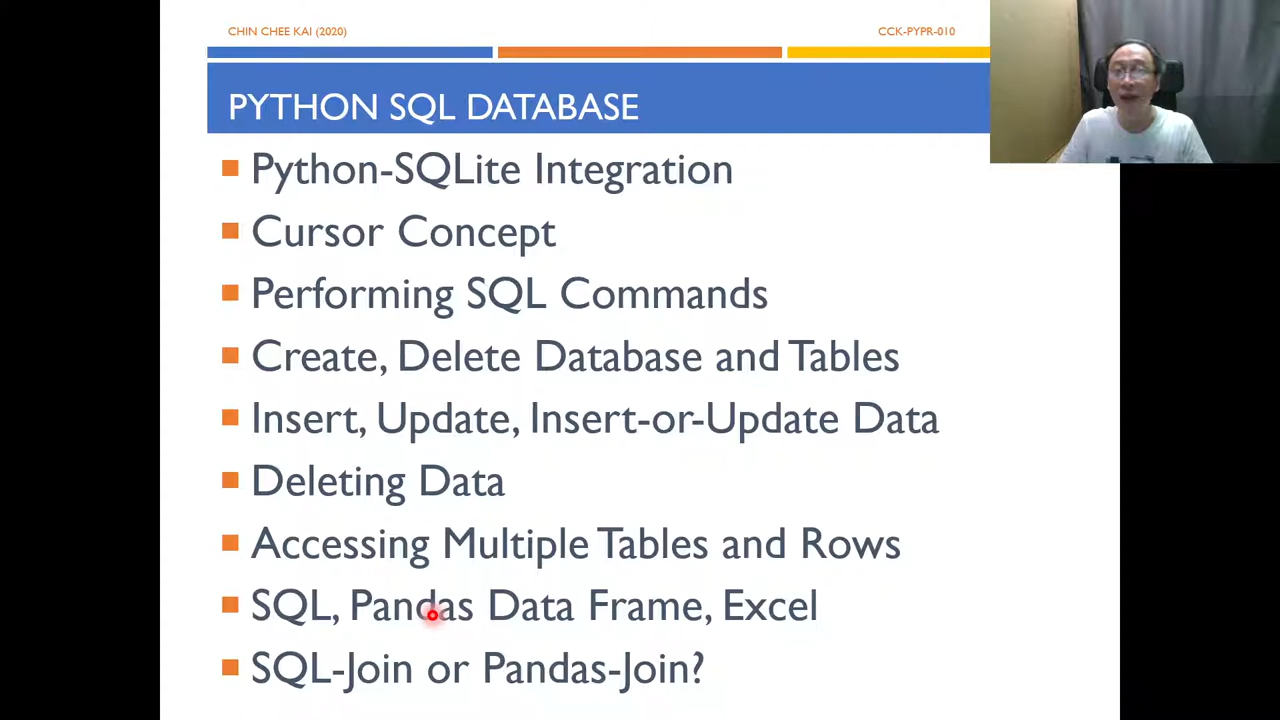 CHIN CHEE KAI (2020)
CCK-PYPR-010
PYTHON SQL DATABASE
Python-SQLite Integration
Cursor Concept
Performing SQL Commands
Create, Delete Database and Tables
Insert, Update, Insert-or-Update Data
Deleting Data
Accessing Multiple Tables and Rows
SQL, Pandas Data Frame, Excel
SQL-Join or Pandas-Join?